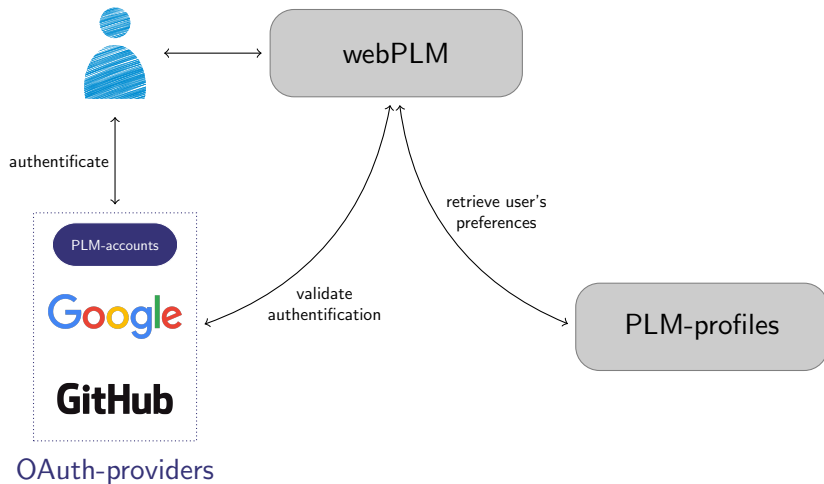 webPLM
authentificate
retrieve user's
preferences
PLM-accounts
Google
validate
authentification
PLM-profiles
GitHub
OAuth-providers